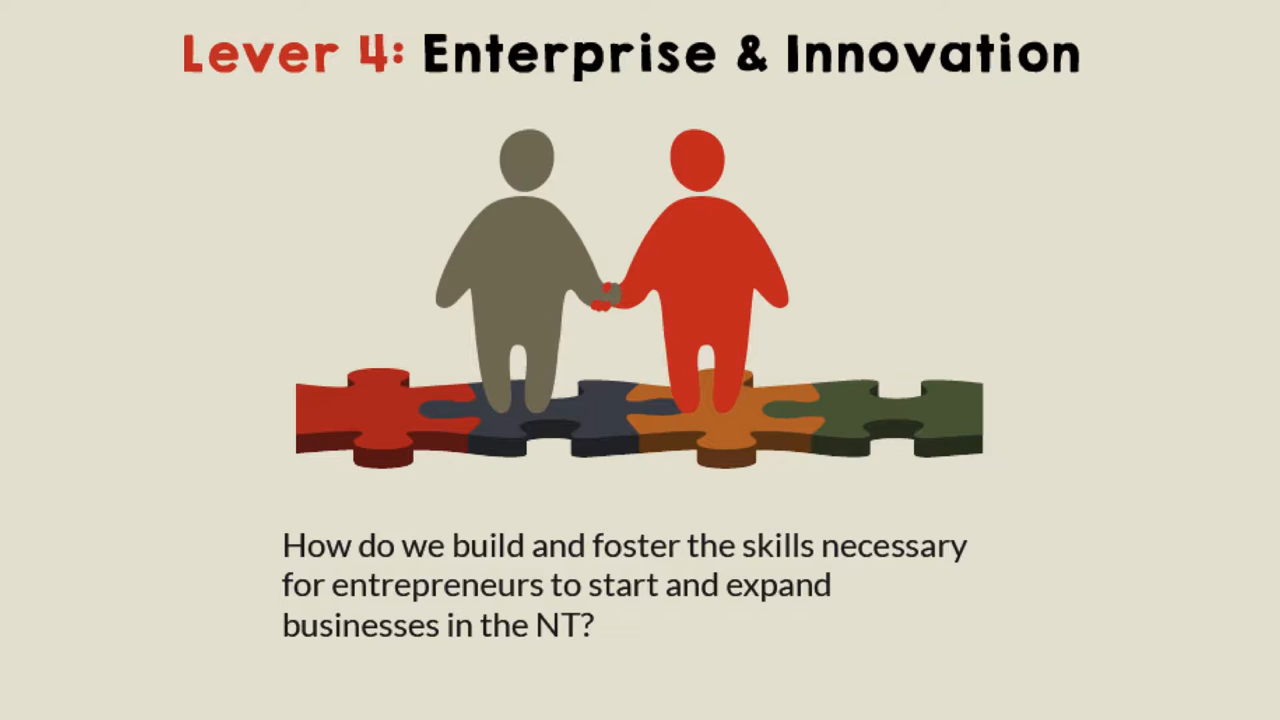 Lever 4: Enterprise & Innovation
How do we build and foster the skills necessary
for entrepreneurs to start and expand
businesses in the NT?